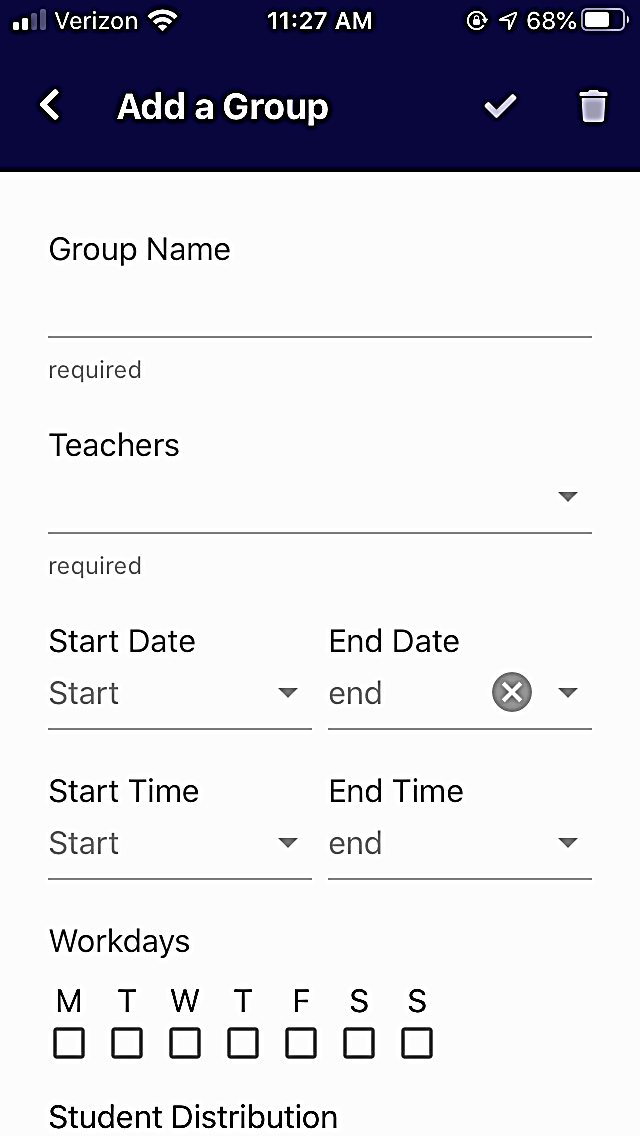 Verizon 11:27 AM 68%
Add a Group
Group Name
required
Teachers
required
Start Date End Date
Start end
Start Time End Time
Start end
Workdays
M T W T F S S
Student Distribution